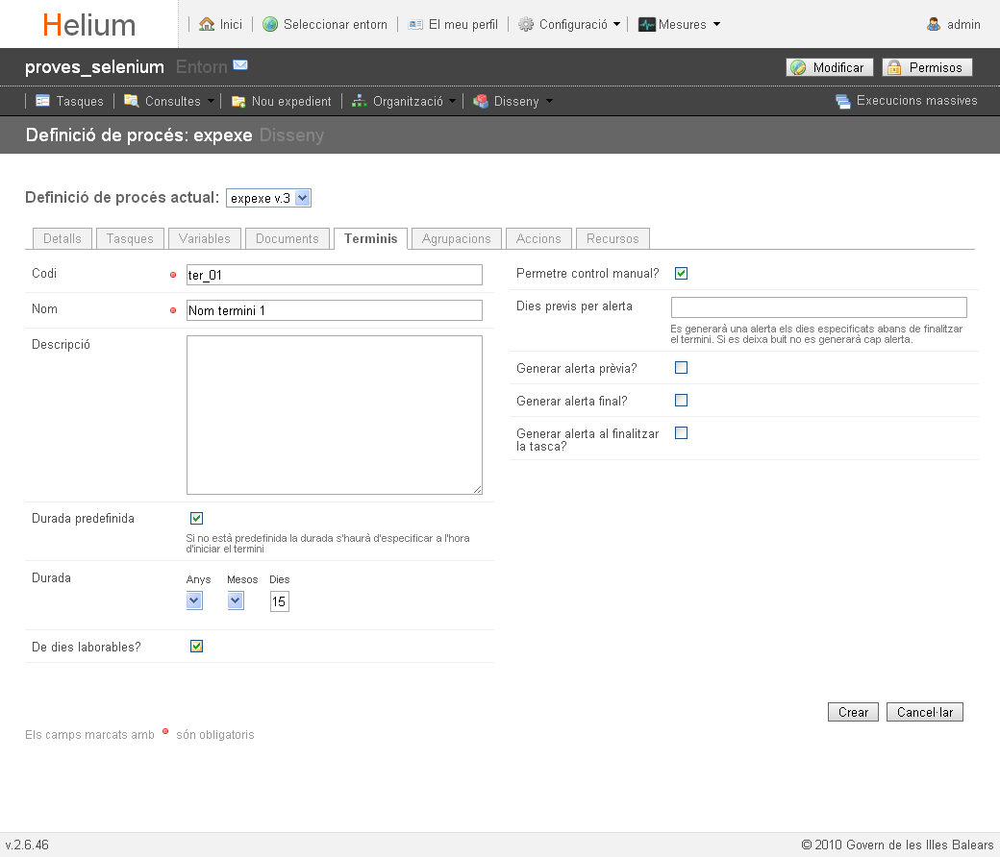 Helium
Inici
Seleccionar entorn
El meu perfil
Configuració
Mesures
admin
proves_selenium Entorn
Modificar
Permisos
Tasques
Consultes
Nou expedient
Organització
Disseny
Execucions massives
Definició de procés: expexe Disseny
Definició de procés actual: expexe v.3
Detalls
Tasques
Variables
Documents
Terminis
Agrupacions
Accions
Recursos
Codi
ter_01
Nom
Nom termini 1
Descripció
Durada predefinida
Si no està predefinida la durada s'haurà d'especificar a l'hora
d'iniciar el termini
Durada
Anys Mesos Dies
15
De dies laborables?
Permetre control manual?
Dies previs per alerta
Es generarà una alerta els dies especificats abans de finalitzar
el termini. Si es deixa buit no es generarà cap alerta.
Generar alerta prèvia?
Generar alerta final?
Generar alerta al finalitzar
la tasca?
Crear
Cancel·lar
Els camps marcats amb són obligatoris
v.2.6.46
© 2010 Govern de les Illes Balears